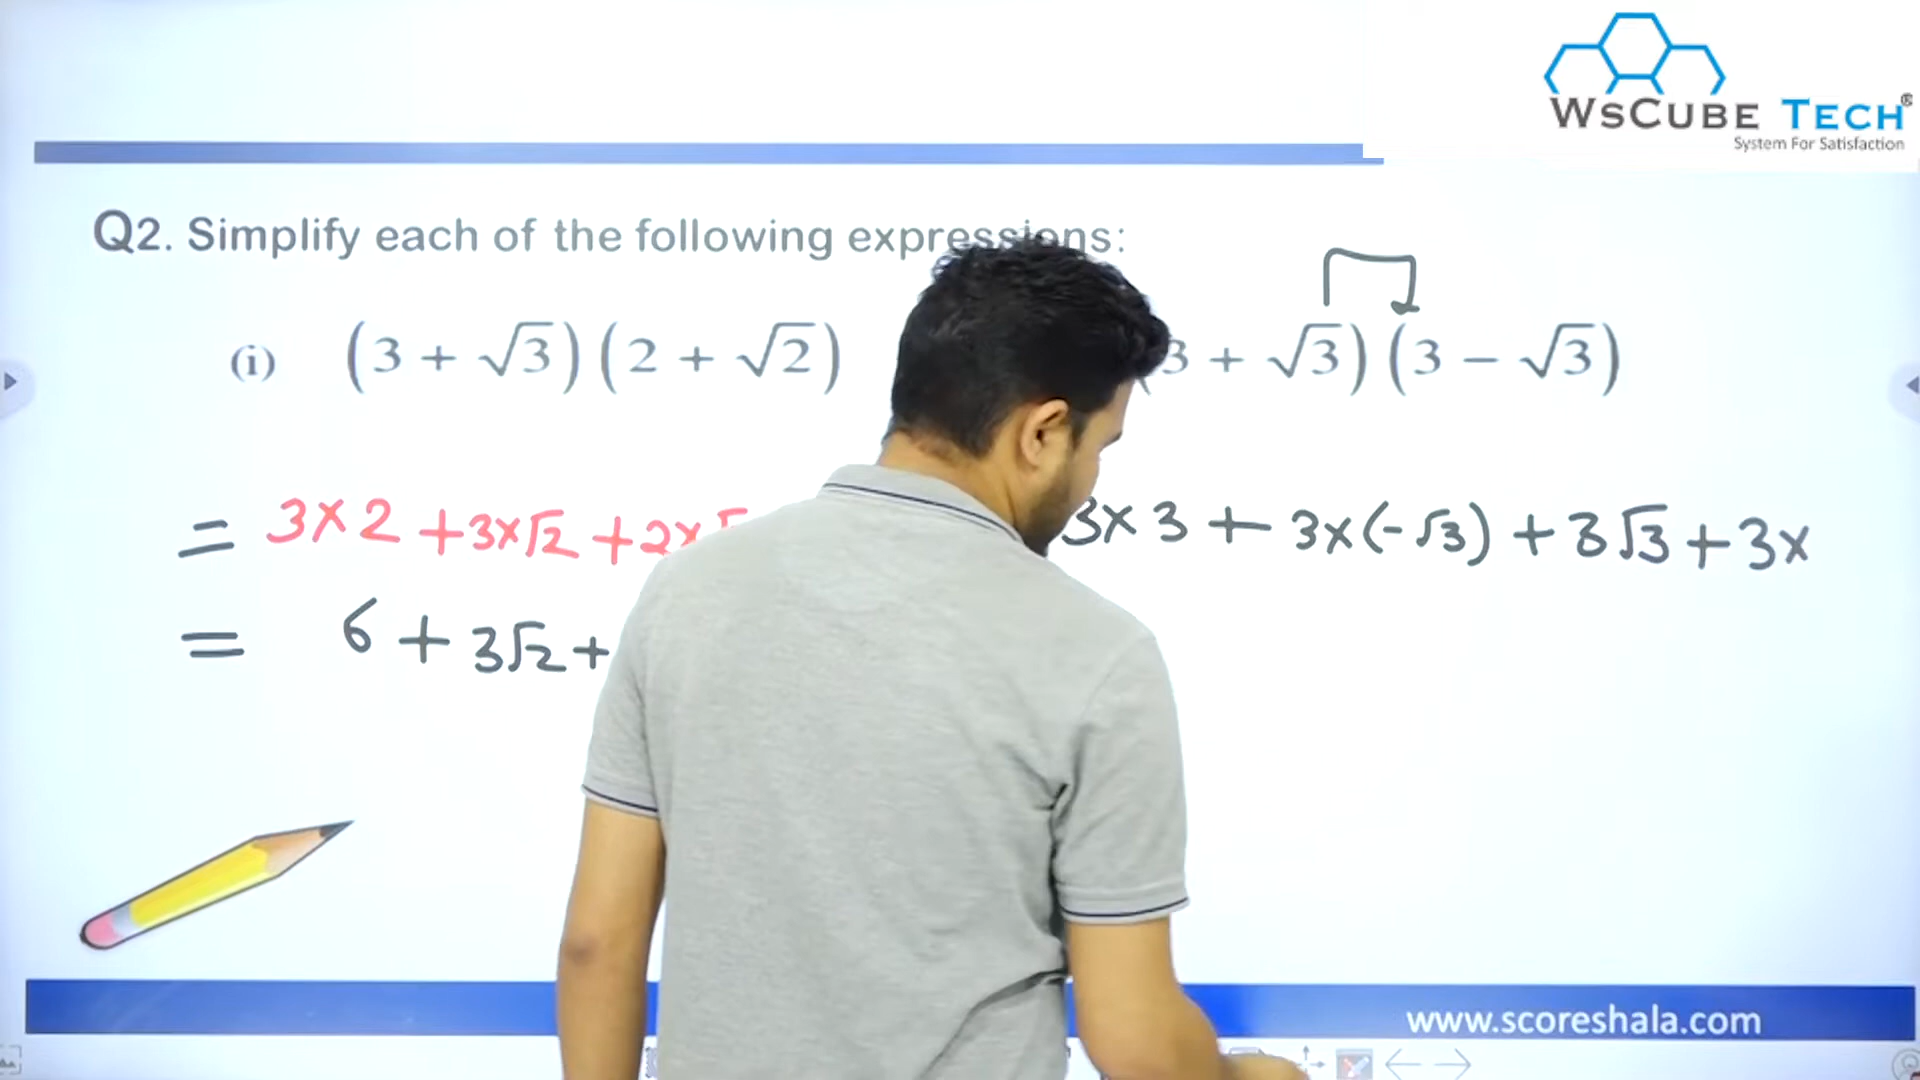 WSCUBE TECH®
System For Satisfaction
Q2. Simplify each of the following expressions:
(i) (3 + √3)(2 + √2) 3 + √3)(3 − √3)
= 3×2 +3×√2 +2×√ 3×3 + 3×(-√3) + 3√3 + 3×
= 6 + 3√2 +
www.scoreshala.com